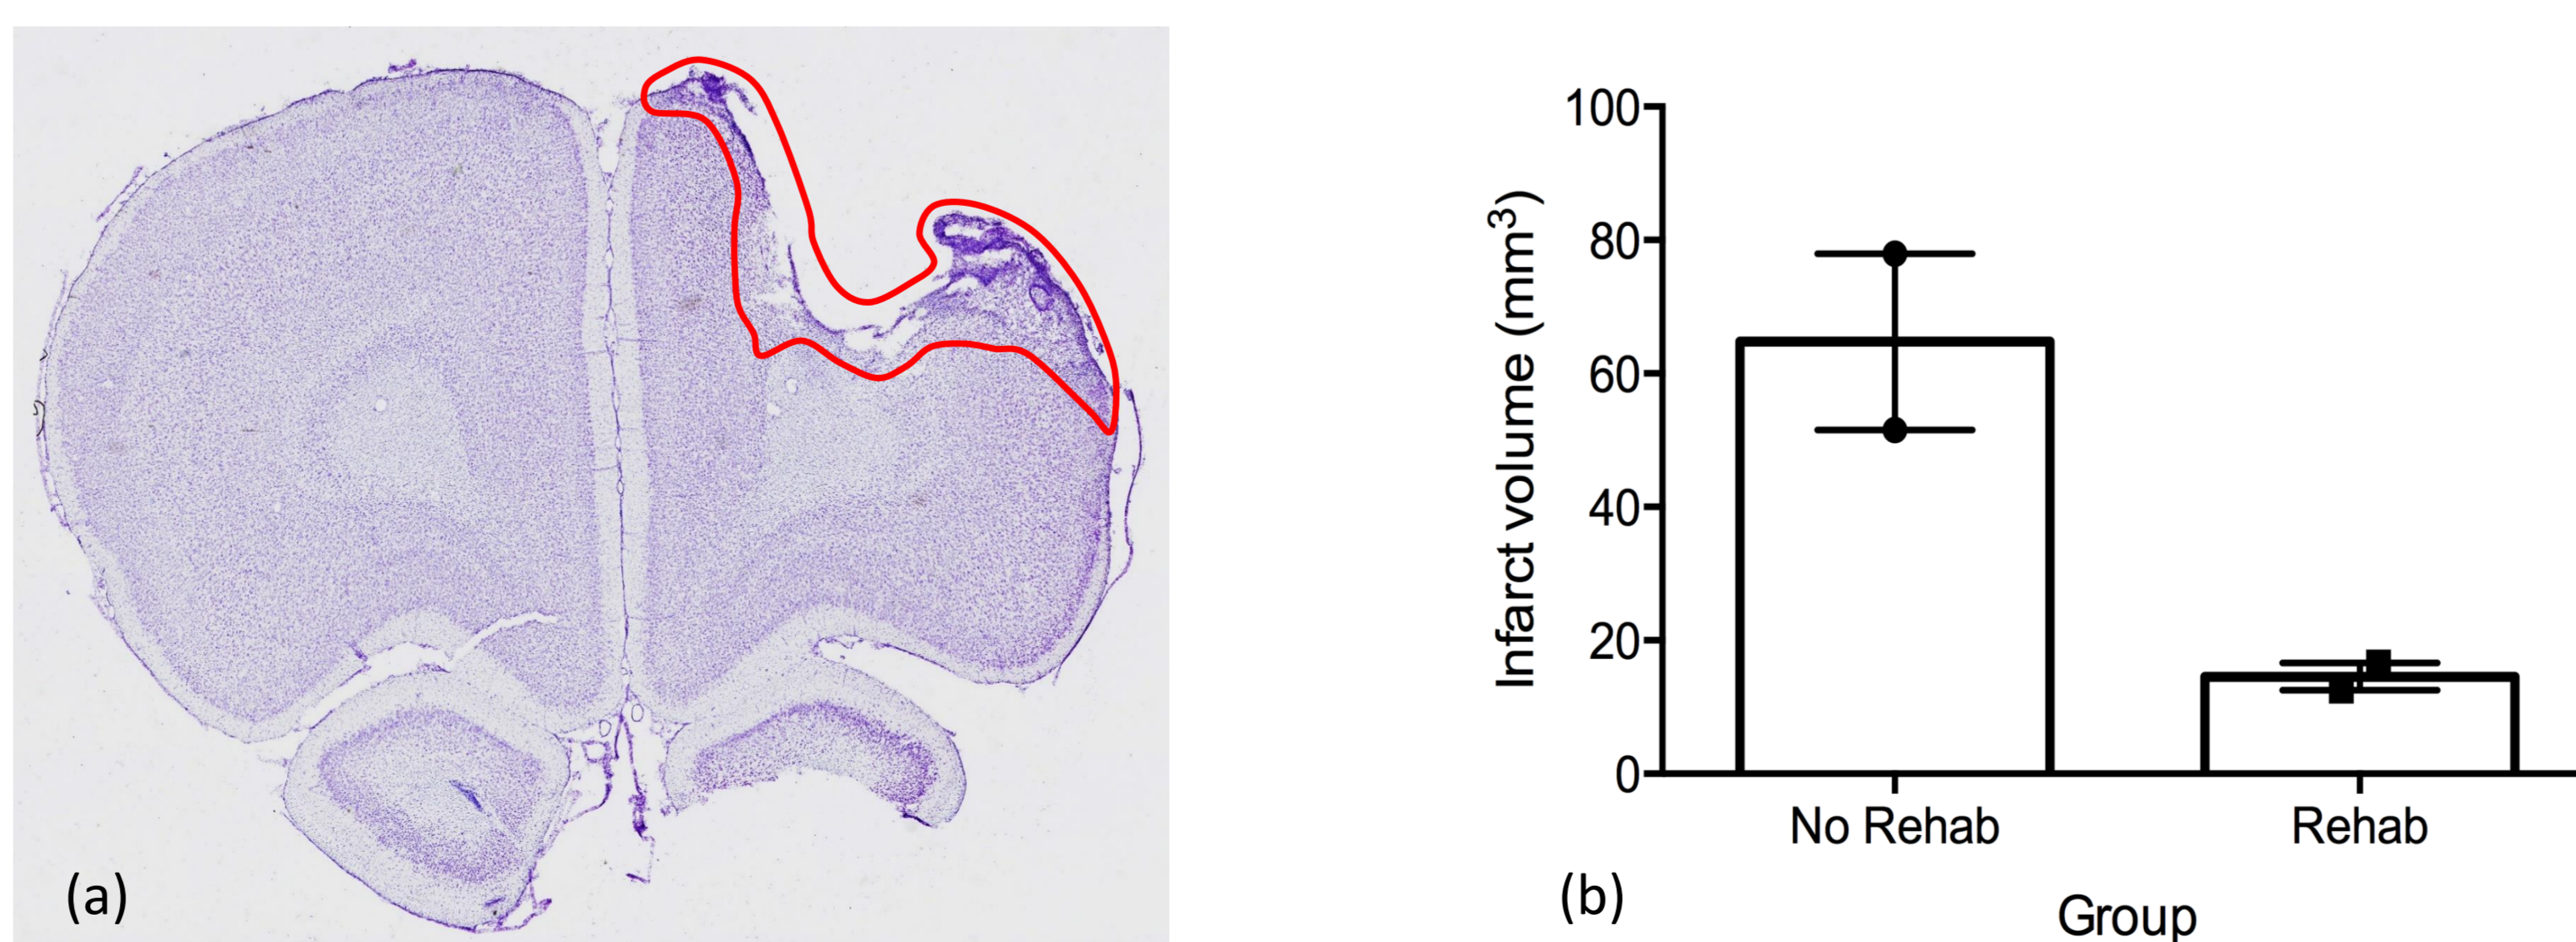 (a)
100
80
60
40
20
0
Infarct volume (mm³)
No Rehab
Rehab
Group
(b)